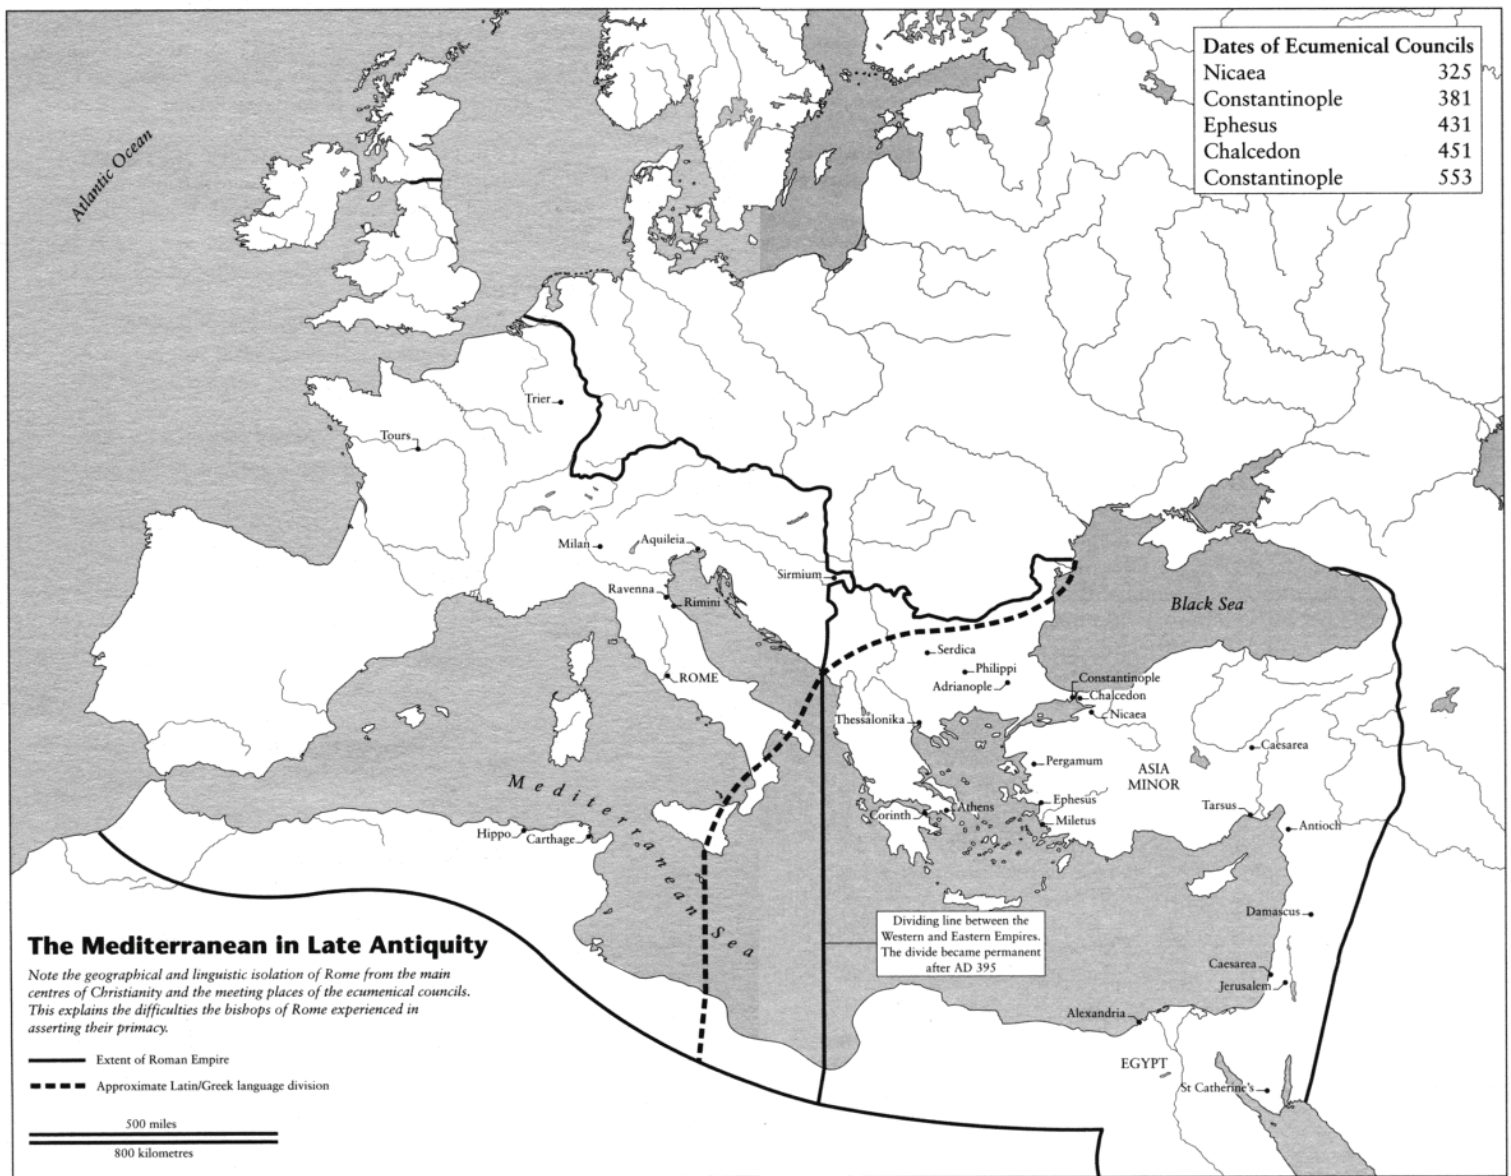 Dates of Ecumenical Councils
Nicaea 325
Constantinople 381
Ephesus 431
Chalcedon 451
Constantinople 553
Atlantic Ocean
Trier
Tours
Milan
Aquileia
Sirmium
Ravenna
Rimini
Black Sea
Serdica
Philippi
Adrianople
ROME
Constantinople
Chalcedon
Nicaea
Thessalonika
Caesarea
Pergamum
ASIA
MINOR
Mediterranean Sea
Ephesus
Athens
Tarsus
Corinth
Miletus
Antioch
Hippo
Carthage
Damascus
Dividing line between the
Western and Eastern Empires.
The divide became permanent
after AD 395
Caesarea
Jerusalem
Alexandria
EGYPT
St Catherine's
The Mediterranean in Late Antiquity
Note the geographical and linguistic isolation of Rome from the main
centres of Christianity and the meeting places of the ecumenical councils.
This explains the difficulties the bishops of Rome experienced in
asserting their primacy.
Extent of Roman Empire
Approximate Latin/Greek language division
500 miles
800 kilometres